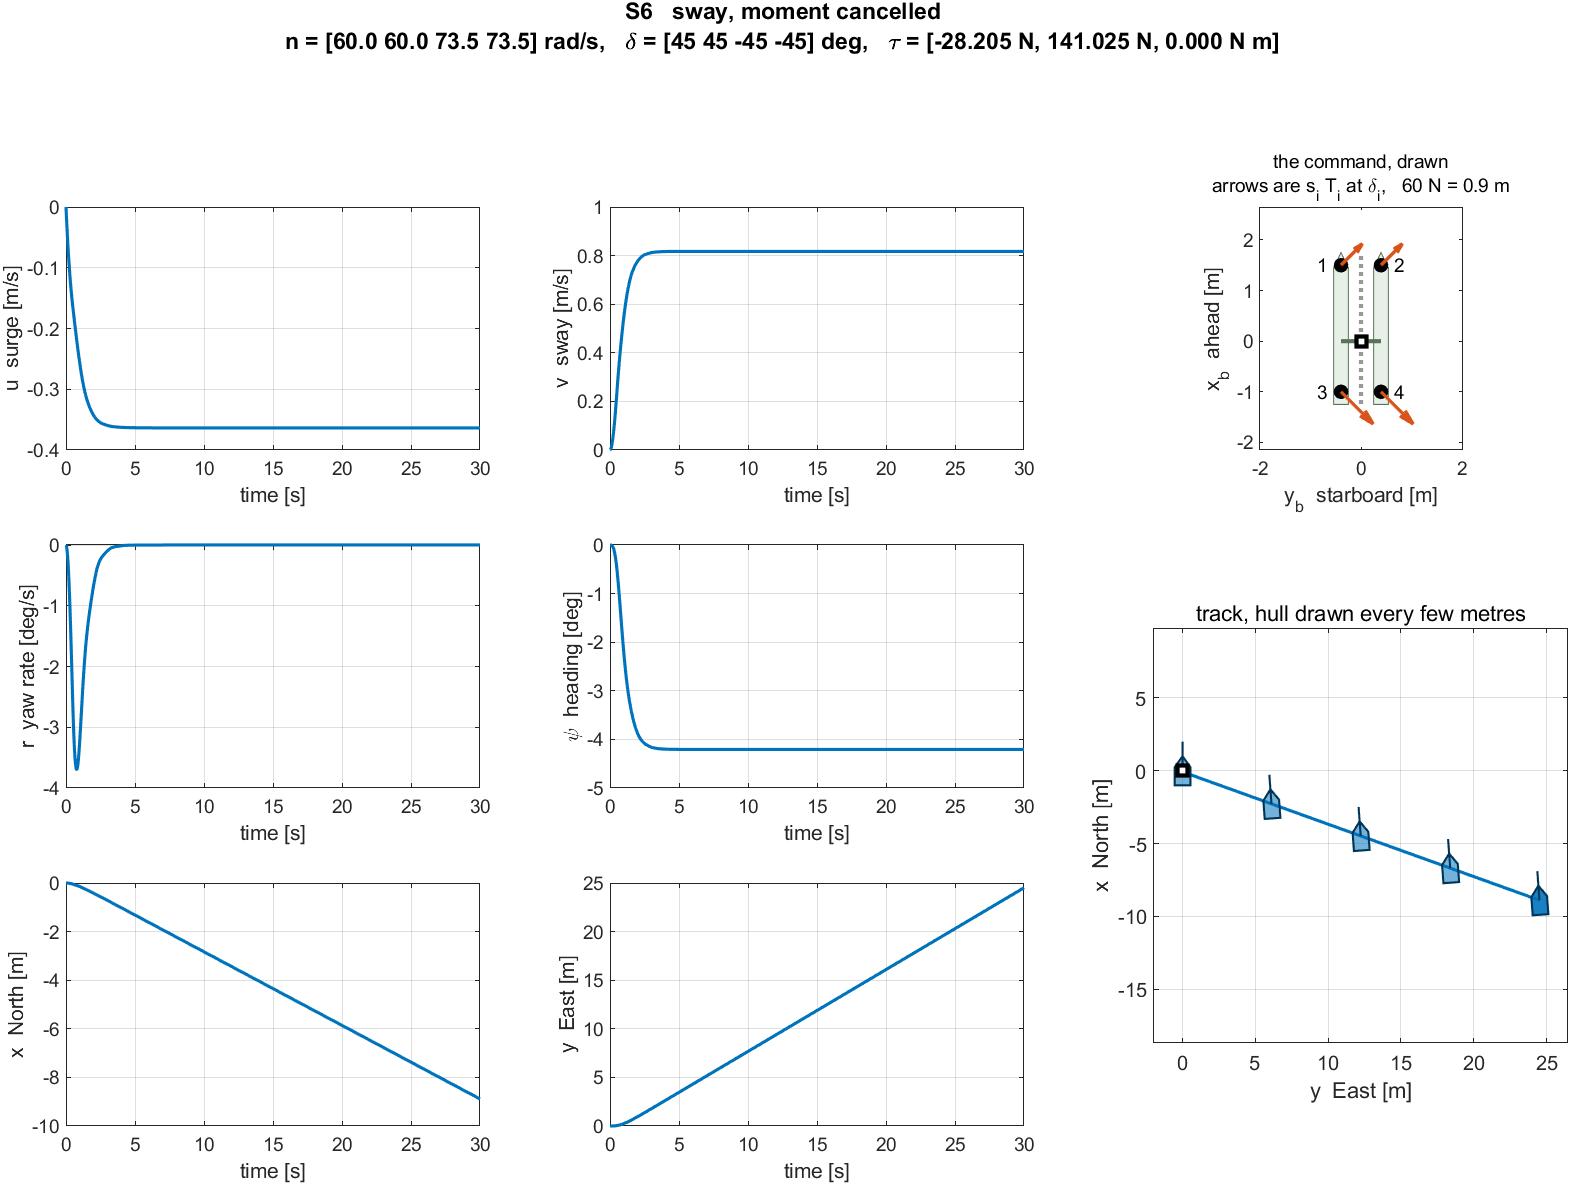 S6 sway, moment cancelled
n = [60.0 60.0 73.5 73.5] rad/s, δ = [45 45 -45 -45] deg, τ = [-28.205 N, 141.025 N, 0.000 N m]
0
-0.1
-0.2
-0.3
-0.4
u surge [m/s]
0 5 10 15 20 25 30
time [s]
1
0.8
0.6
0.4
0.2
0
v sway [m/s]
0 5 10 15 20 25 30
time [s]
the command, drawn
arrows are s_i T_i at δ_i, 60 N = 0.9 m
2
1
0
-1
-2
x_b ahead [m]
1 2
3 4
-2 0 2
y_b starboard [m]
0
-1
-2
-3
-4
r yaw rate [deg/s]
0 5 10 15 20 25 30
time [s]
0
-1
-2
-3
-4
-5
ψ heading [deg]
0 5 10 15 20 25 30
time [s]
track, hull drawn every few metres
5
0
-5
-10
-15
x North [m]
0 5 10 15 20 25
y East [m]
0
-2
-4
-6
-8
-10
x North [m]
0 5 10 15 20 25 30
time [s]
25
20
15
10
5
0
y East [m]
0 5 10 15 20 25 30
time [s]